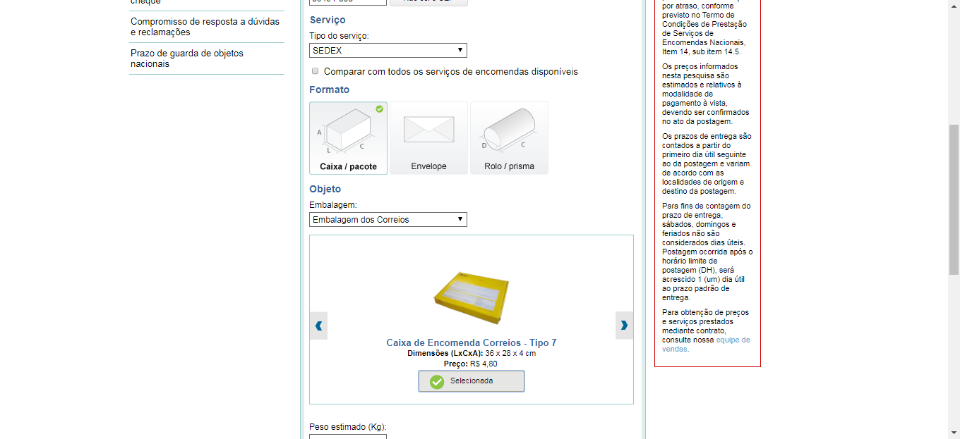 cheque
Compromisso de resposta a dúvidas
e reclamações
Prazo de guarda de objetos
nacionais
Serviço
Tipo do serviço:
SEDEX
Comparar com todos os serviços de encomendas disponíveis
Formato
A
L
C
Caixa / pacote
Envelope
D
C
Rolo / prisma
Objeto
Embalagem:
Embalagem dos Correios
Caixa de Encomenda Correios - Tipo 7
Dimensões (LxCxA): 36 x 28 x 4 cm
Preço: R$ 4,80
Selecionada
Peso estimado (Kg):
por atraso, conforme
previsto no Termo de
Condições de Prestação
de Serviços de
Encomendas Nacionais,
Item 14, sub item 14.5.
Os preços informados
nesta pesquisa são
estimados e relativos à
modalidade de
pagamento à vista,
devendo ser confirmados
no ato da postagem.
Os prazos de entrega são
contados a partir do
primeiro dia útil seguinte
ao da postagem e variam
de acordo com as
localidades de origem e
destino da postagem.
Para fins de contagem do
prazo de entrega,
sábados, domingos e
feriados não são
considerados dias úteis.
Postagem ocorrida após o
horário limite de
postagem (DH), será
acrescido 1 (um) dia útil
ao prazo padrão de
entrega.
Para obtenção de preços
e serviços prestados
mediante contrato,
consulte nossa equipe de
vendas.